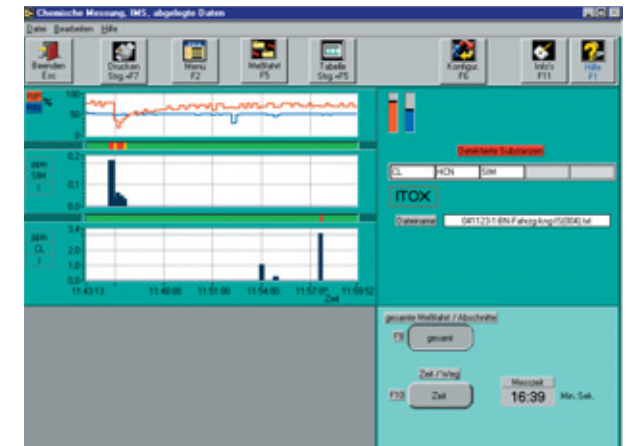 Chemische Messung, IMS, abgelegte Daten
Datei Bearbeiten Hilfe
Beenden Drucken Menü Meßfahrt Tabelle Konfigur. Info's Hilfe
Esc Strg.+F7 F2 F5 Strg.+F5 F6 F11 F1
% 100
50
0
ppm 0,2
SIM 0,1
0,0
ppm 3,4
CL 2,0
1,0
0,0
11:43:13 11:48:00 11:51:00 11:54:00 11:57:0 11:59:52
Zeit
Detektierte Substanzen
CL HCN SIM
ITOX
Dateiname
gesamte Meßfahrt / Abschnitte
F9 gesamt
Zeit / Weg
F10 Zeit
Messzeit
16:39 Min. Sek.